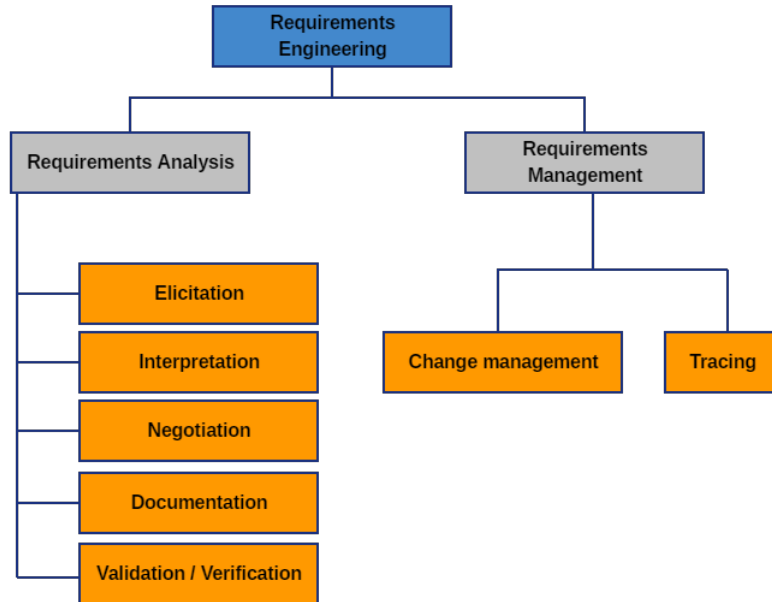 Requirements
Engineering
Requirements Analysis
Requirements
Management
Elicitation
Interpretation
Negotiation
Documentation
Validation / Verification
Change management
Tracing